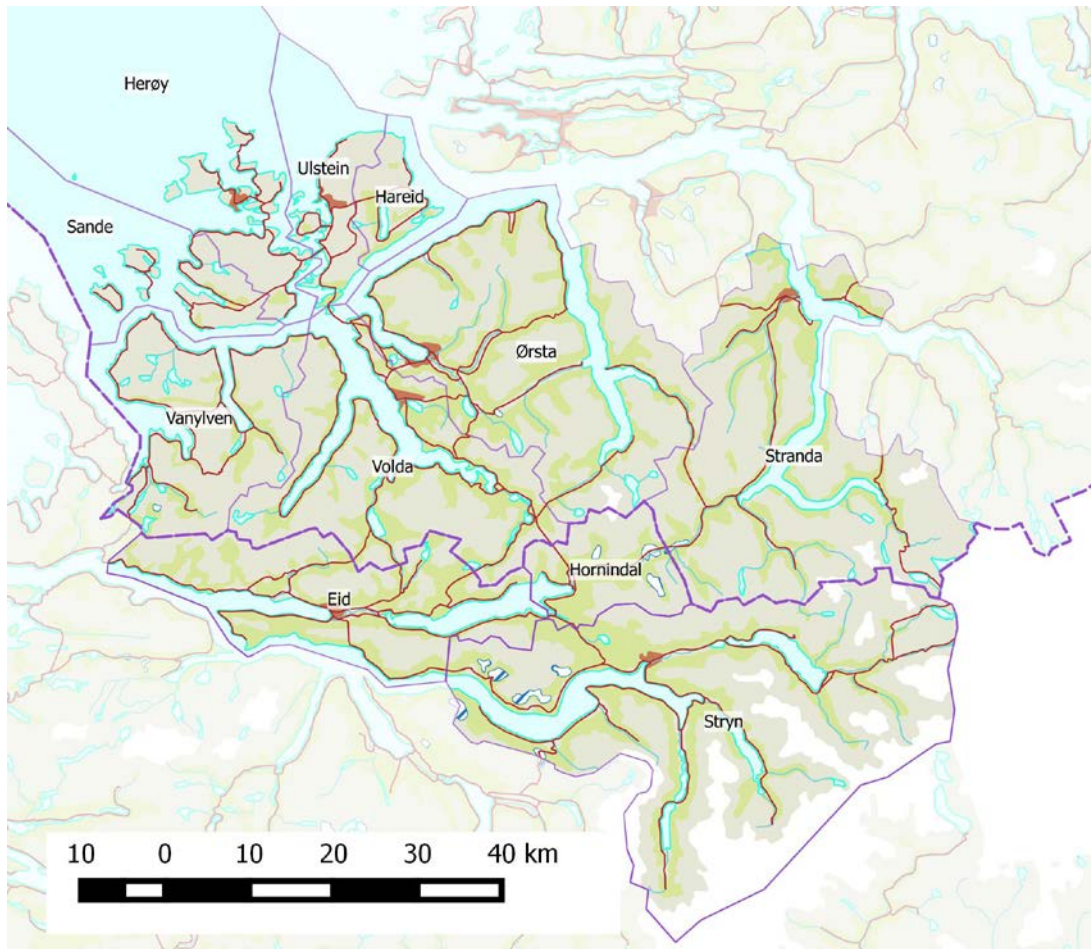 Herøy
Ulstein
Hareid
Sande
Ørsta
Vanylven
Stranda
Volda
Hornindal
Eid
Stryn
10 0 10 20 30 40 km